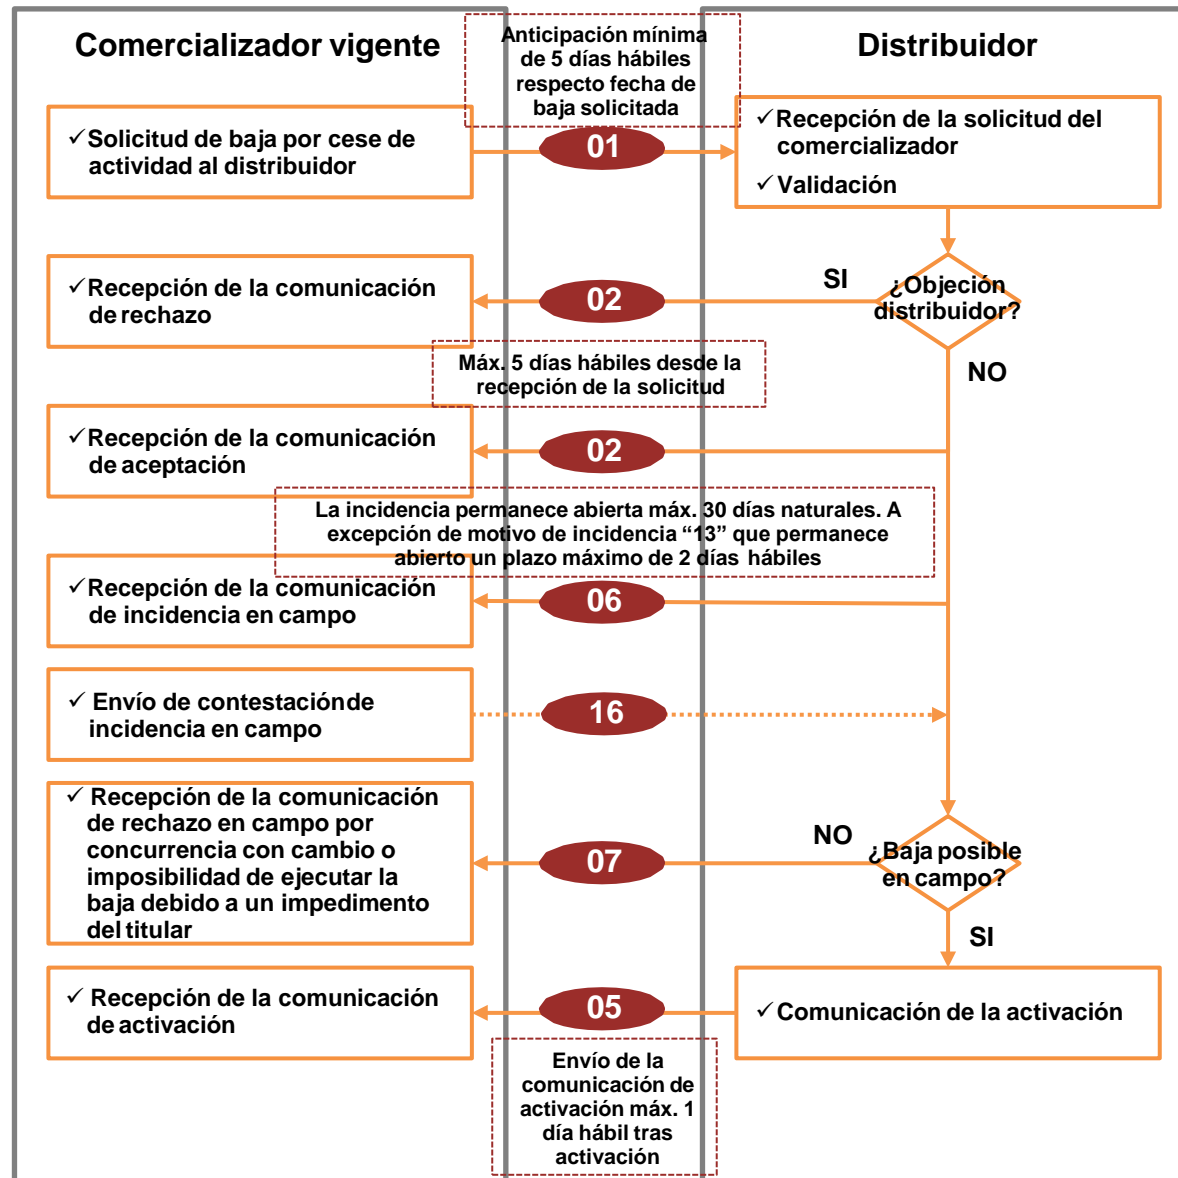 Comercializador vigente
Anticipación mínima
de 5 días hábiles
respecto fecha de
baja solicitada
Distribuidor
✓Solicitud de baja por cese de
actividad al distribuidor
01
✓Recepción de la solicitud del
comercializador
✓Validación
✓Recepción de la comunicación
de rechazo
02
SI
¿Objeción
distribuidor?
Máx. 5 días hábiles desde la
recepción de la solicitud
NO
✓Recepción de la comunicación
de aceptación
02
La incidencia permanece abierta máx. 30 días naturales. A
excepción de motivo de incidencia “13” que permanece
abierto un plazo máximo de 2 días hábiles
✓Recepción de la comunicación
de incidencia en campo
06
✓ Envío de contestaciónde
incidencia en campo
16
✓ Recepción de la comunicación
de rechazo en campo por
concurrencia con cambio o
imposibilidad de ejecutar la
baja debido a un impedimento
del titular
07
NO
¿Baja posible
en campo?
SI
✓ Recepción de la comunicación
de activación
05
✓Comunicación de la activación
Envío de la
comunicación de
activación máx. 1
día hábil tras
activación